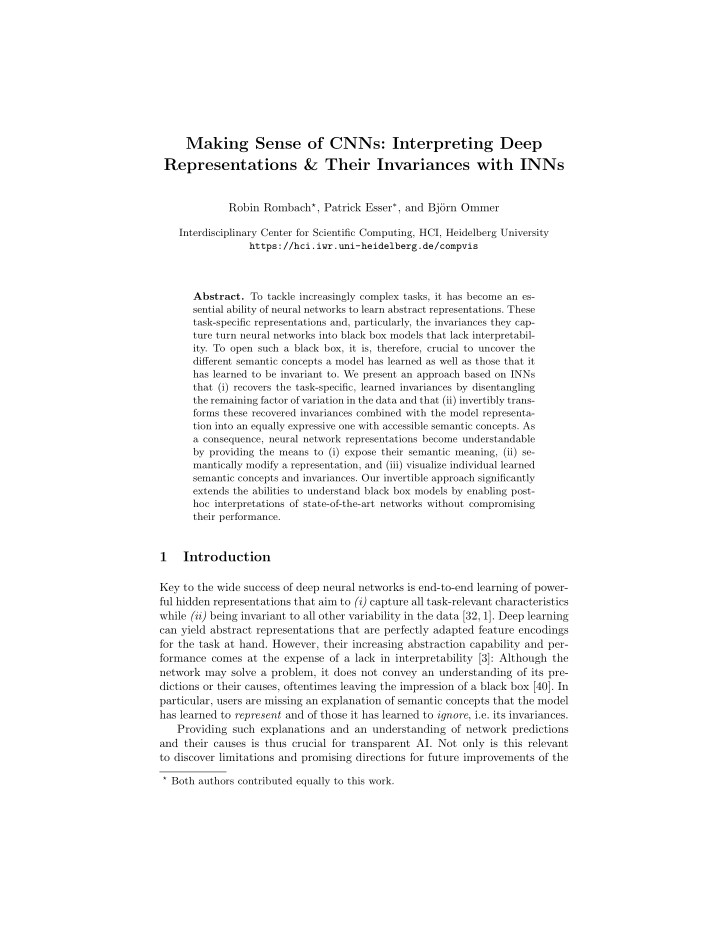 Making Sense of CNNs: Interpreting Deep
Representations & Their Invariances with INNs
Robin Rombach⋆, Patrick Esser⋆, and Björn Ommer
Interdisciplinary Center for Scientific Computing, HCI, Heidelberg University
https://hci.iwr.uni-heidelberg.de/compvis
Abstract. To tackle increasingly complex tasks, it has become an es-
sential ability of neural networks to learn abstract representations. These
task-specific representations and, particularly, the invariances they cap-
ture turn neural networks into black box models that lack interpretabil-
ity. To open such a black box, it is, therefore, crucial to uncover the
different semantic concepts a model has learned as well as those that it
has learned to be invariant to. We present an approach based on INNs
that (i) recovers the task-specific, learned invariances by disentangling
the remaining factor of variation in the data and that (ii) invertibly trans-
forms these recovered invariances combined with the model representa-
tion into an equally expressive one with accessible semantic concepts. As
a consequence, neural network representations become understandable
by providing the means to (i) expose their semantic meaning, (ii) se-
mantically modify a representation, and (iii) visualize individual learned
semantic concepts and invariances. Our invertible approach significantly
extends the abilities to understand black box models by enabling post-
hoc interpretations of state-of-the-art networks without compromising
their performance.
1 Introduction
Key to the wide success of deep neural networks is end-to-end learning of power-
ful hidden representations that aim to (i) capture all task-relevant characteristics
while (ii) being invariant to all other variability in the data [32, 1]. Deep learning
can yield abstract representations that are perfectly adapted feature encodings
for the task at hand. However, their increasing abstraction capability and per-
formance comes at the expense of a lack in interpretability [3]: Although the
network may solve a problem, it does not convey an understanding of its pre-
dictions or their causes, oftentimes leaving the impression of a black box [40]. In
particular, users are missing an explanation of semantic concepts that the model
has learned to represent and of those it has learned to ignore, i.e. its invariances.
Providing such explanations and an understanding of network predictions
and their causes is thus crucial for transparent AI. Not only is this relevant
to discover limitations and promising directions for future improvements of the
⋆ Both authors contributed equally to this work.